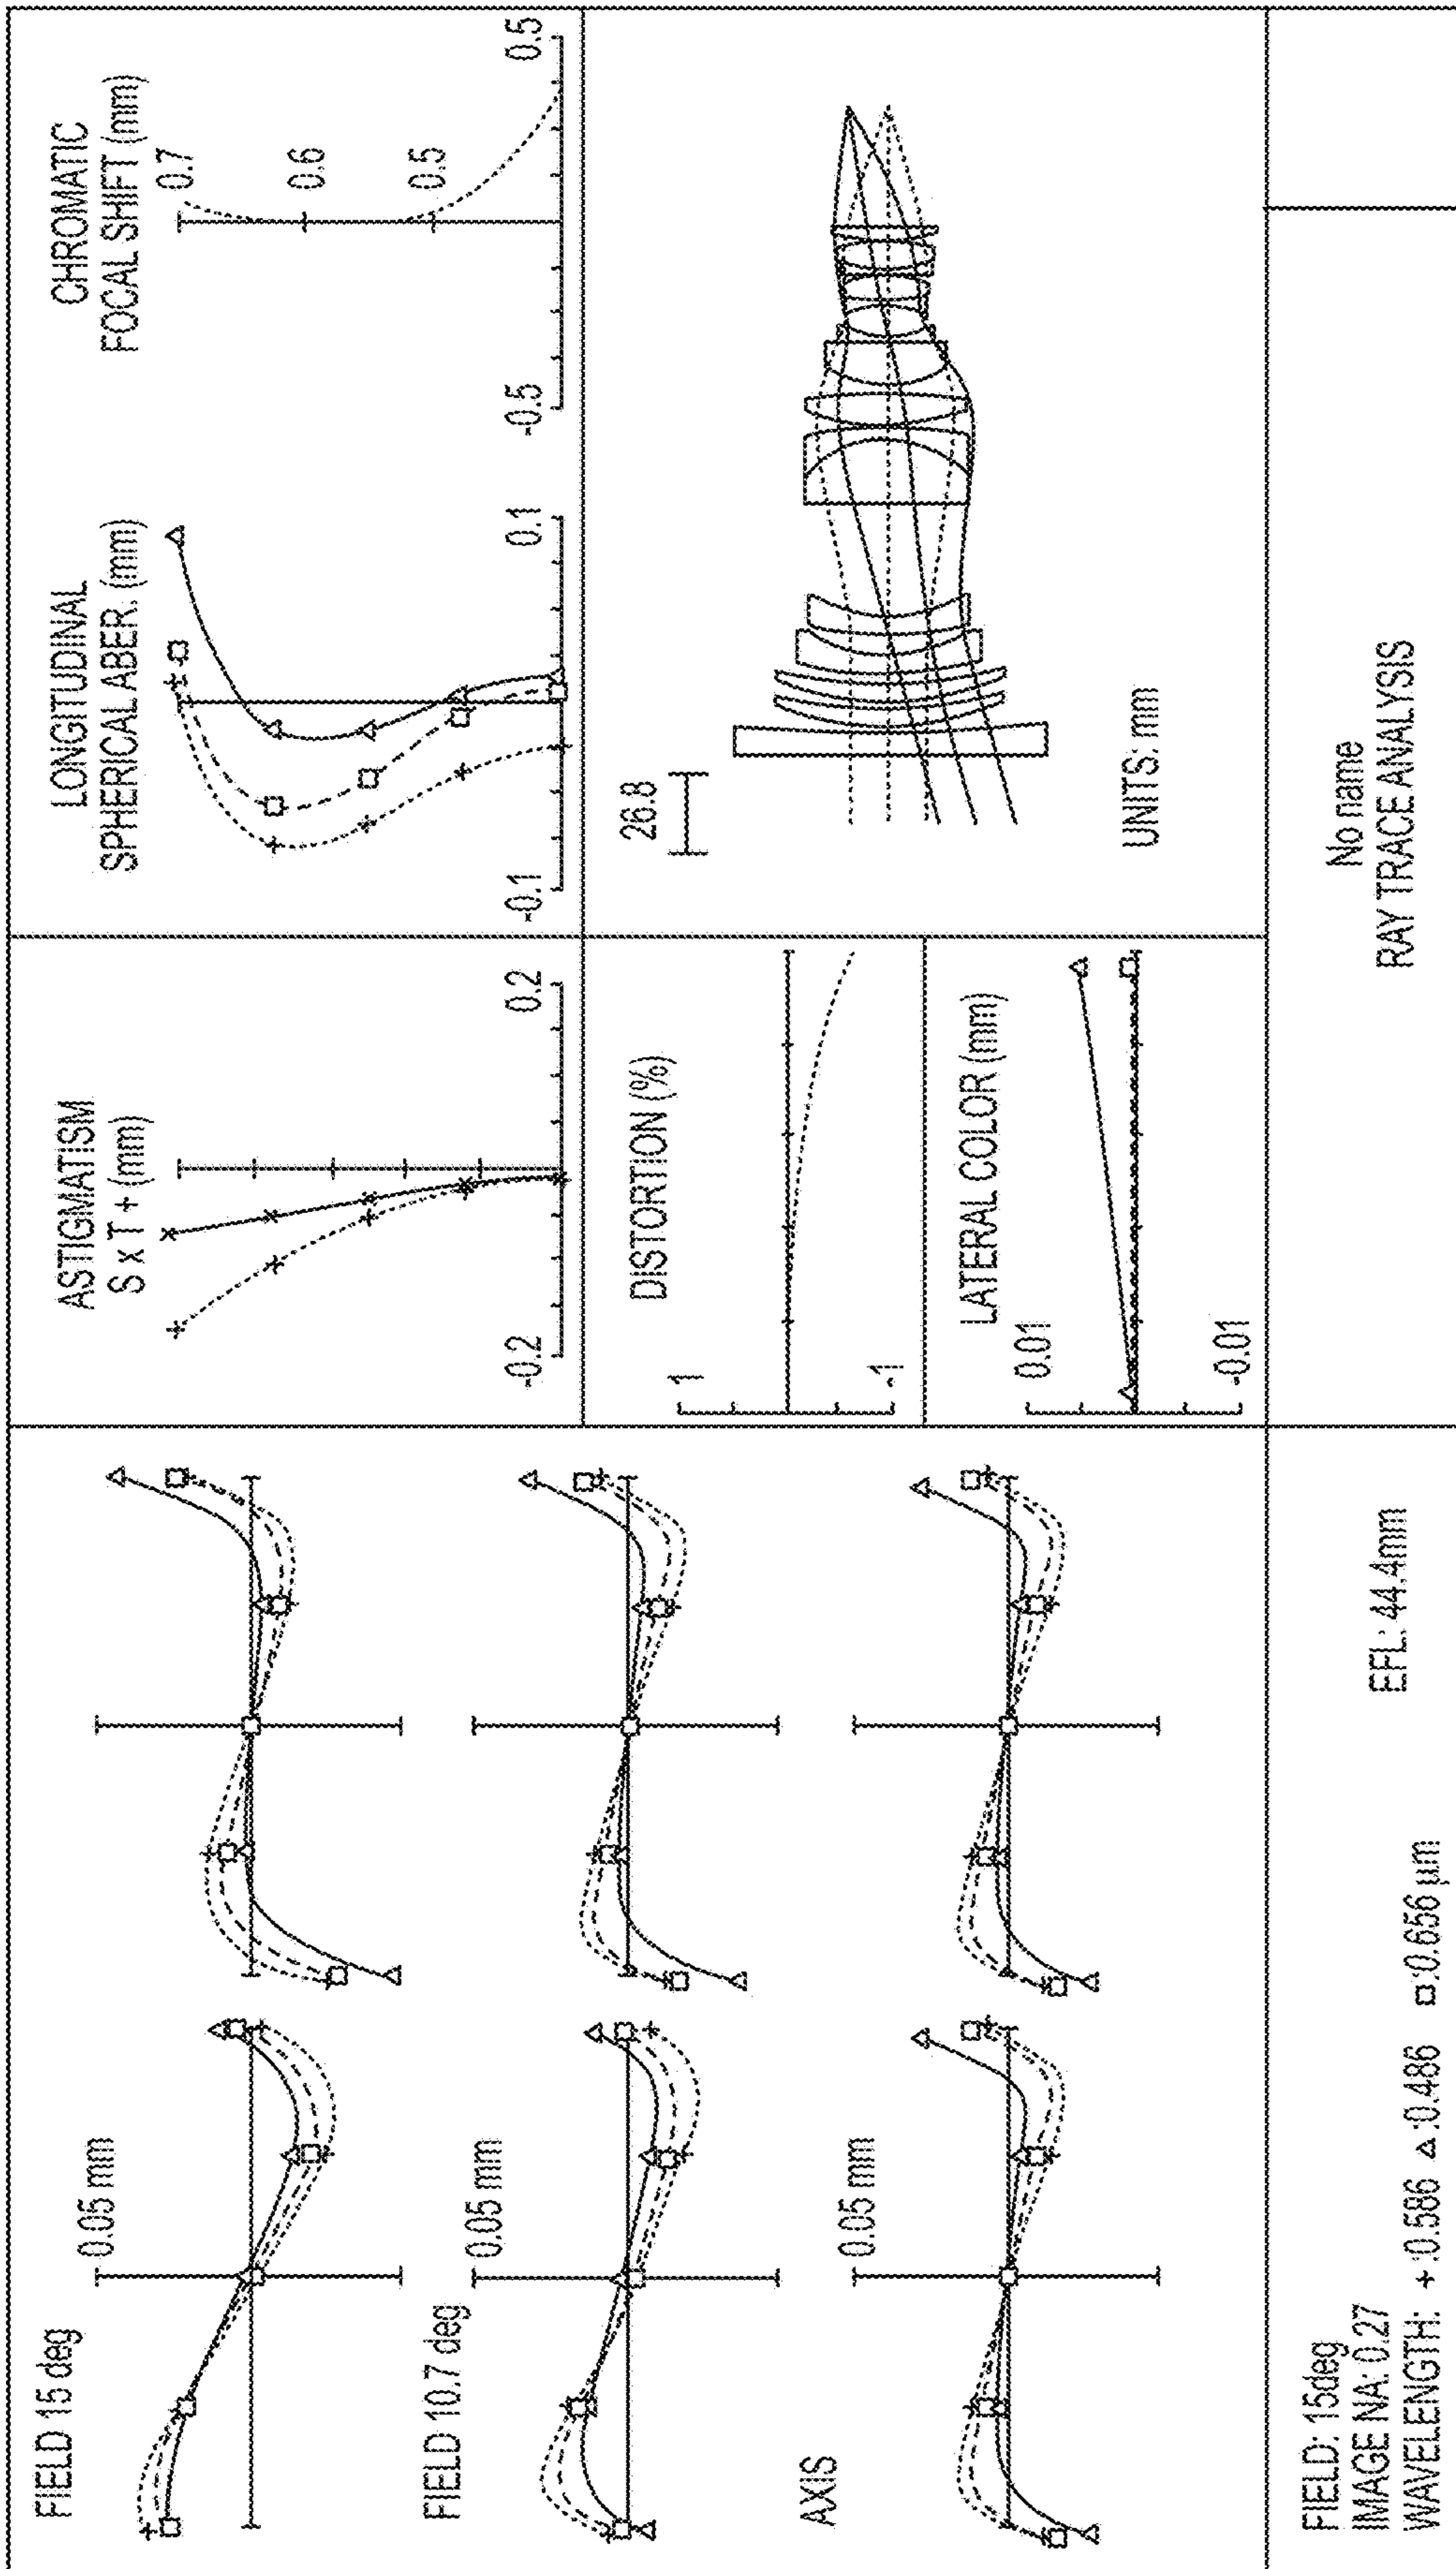 FIELD 15 deg
0.05 mm
FIELD 10.7 deg
0.05 mm
AXIS
0.05 mm
ASTIGMATISM
S x T + (mm)
-0.2
0.2
LONGITUDINAL
SPHERICAL ABER. (mm)
-0.1
0.1
CHROMATIC
FOCAL SHIFT (mm)
0.7
0.6
0.5
-0.5
0.5
DISTORTION (%)
1
-1
LATERAL COLOR (mm)
0.01
-0.01
26.8
UNITS: mm
FIELD: 15deg
IMAGE NA: 0.27
WAVELENGTH: + :0.586 △ :0.486 □ :0.656 μm
EFL: 44.4mm
No name
RAY TRACE ANALYSIS